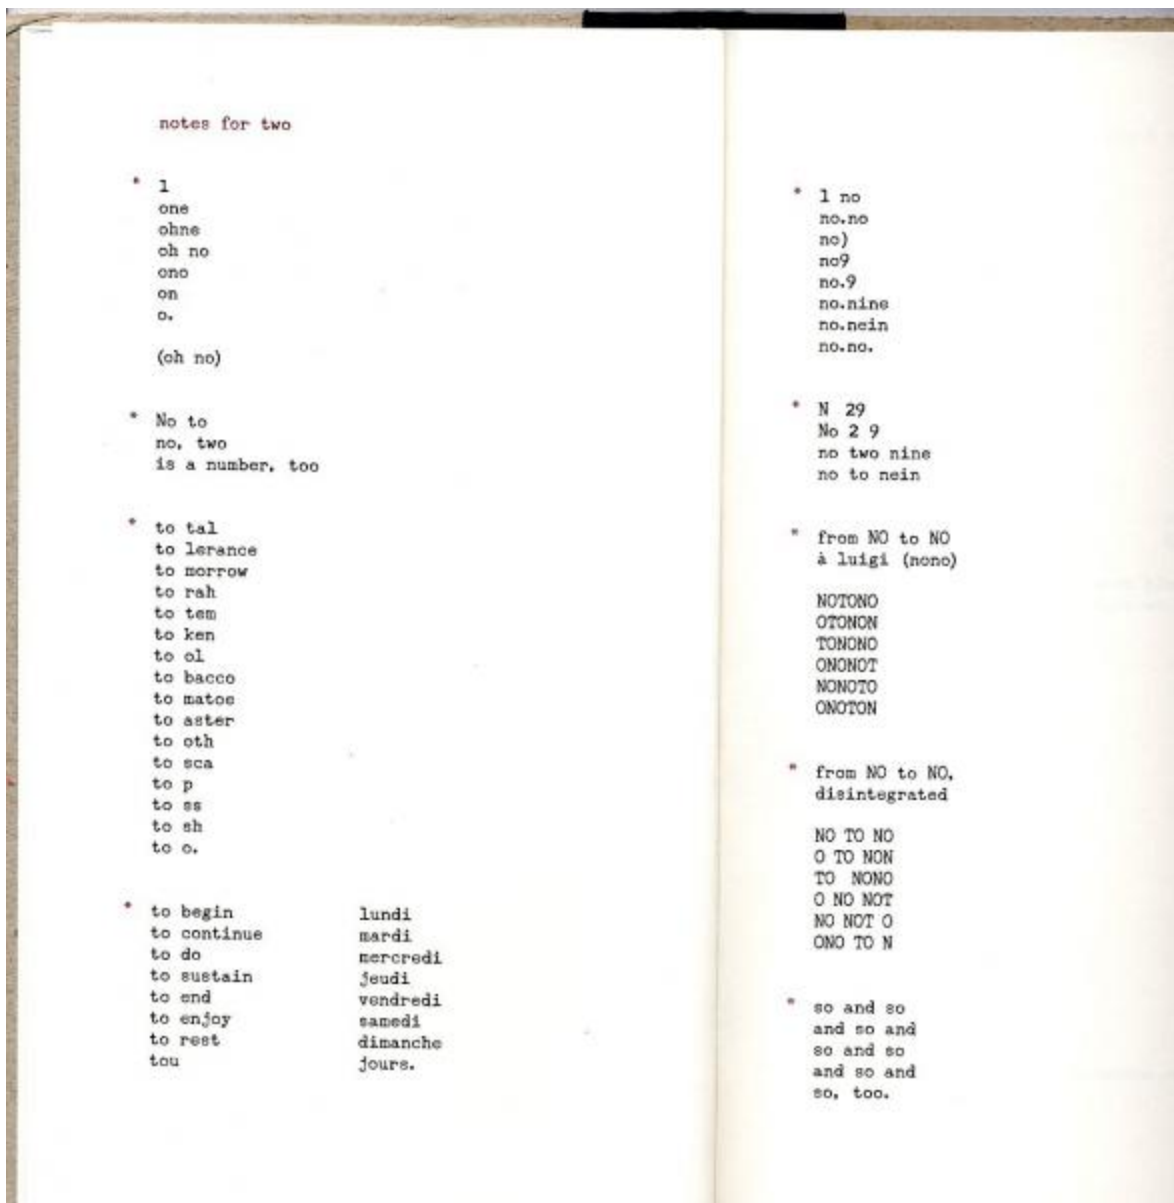 notes for two
* 1
one
ohne
oh no
ono
on
o.
(oh no)
* No to
no, two
is a number, too
* to tal
to lerance
to morrow
to rah
to tem
to ken
to ol
to bacco
to matoe
to aster
to oth
to sca
to p
to ss
to sh
to o.
* to begin lundi
to continue mardi
to do mercredi
to sustain jeudi
to end vendredi
to enjoy samedi
to rest dimanche
tou jours.
* 1 no
no.no
no)
no9
no.9
no.nine
no.nein
no.no.
* N 29
No 2 9
no two nine
no to nein
* from NO to NO
à luigi (nono)
NOTONO
OTONON
TONONO
ONONOT
NONOTO
ONOTON
* from NO to NO,
disintegrated
NO TO NO
O TO NON
TO NONO
O NO NOT
NO NOT O
ONO TO N
* so and so
and so and
so and so
and so and
so, too.